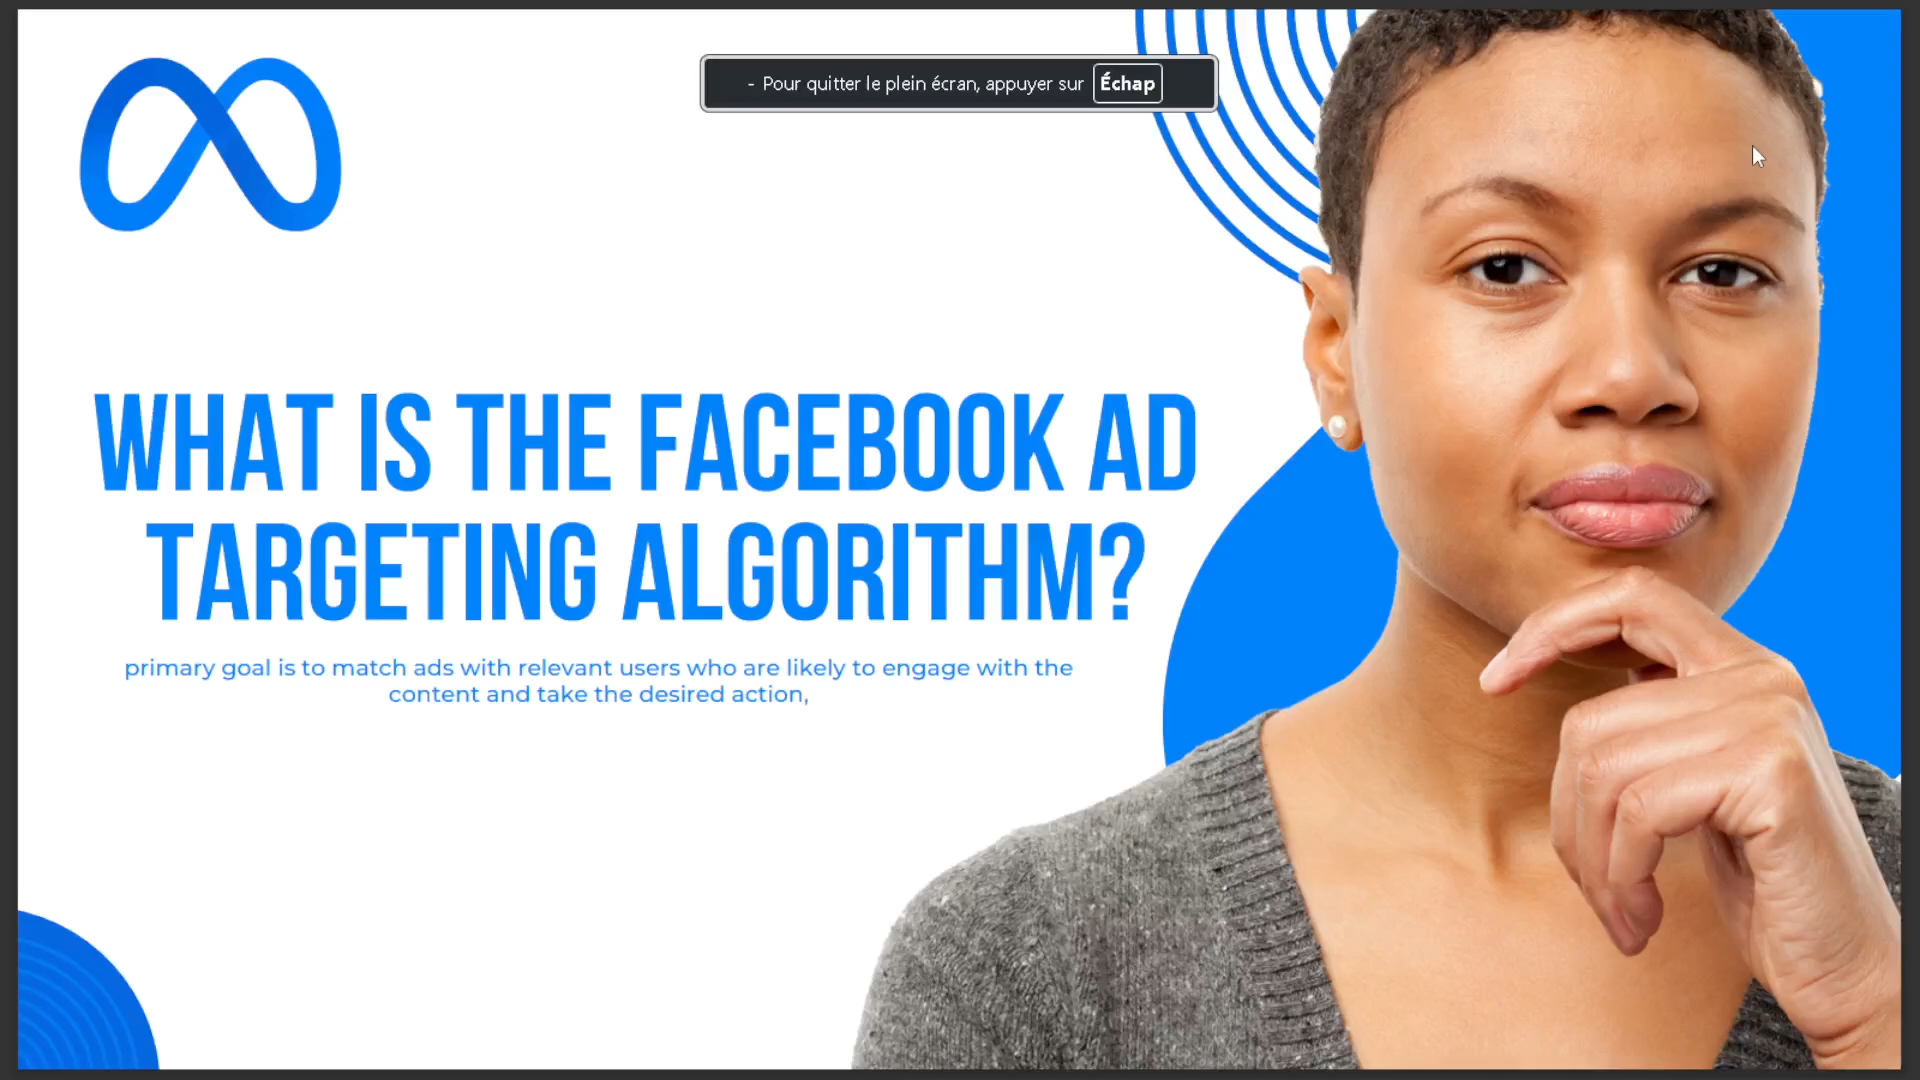 - Pour quitter le plein écran, appuyer sur Échap
WHAT IS THE FACEBOOK AD
TARGETING ALGORITHM?
primary goal is to match ads with relevant users who are likely to engage with the
content and take the desired action,